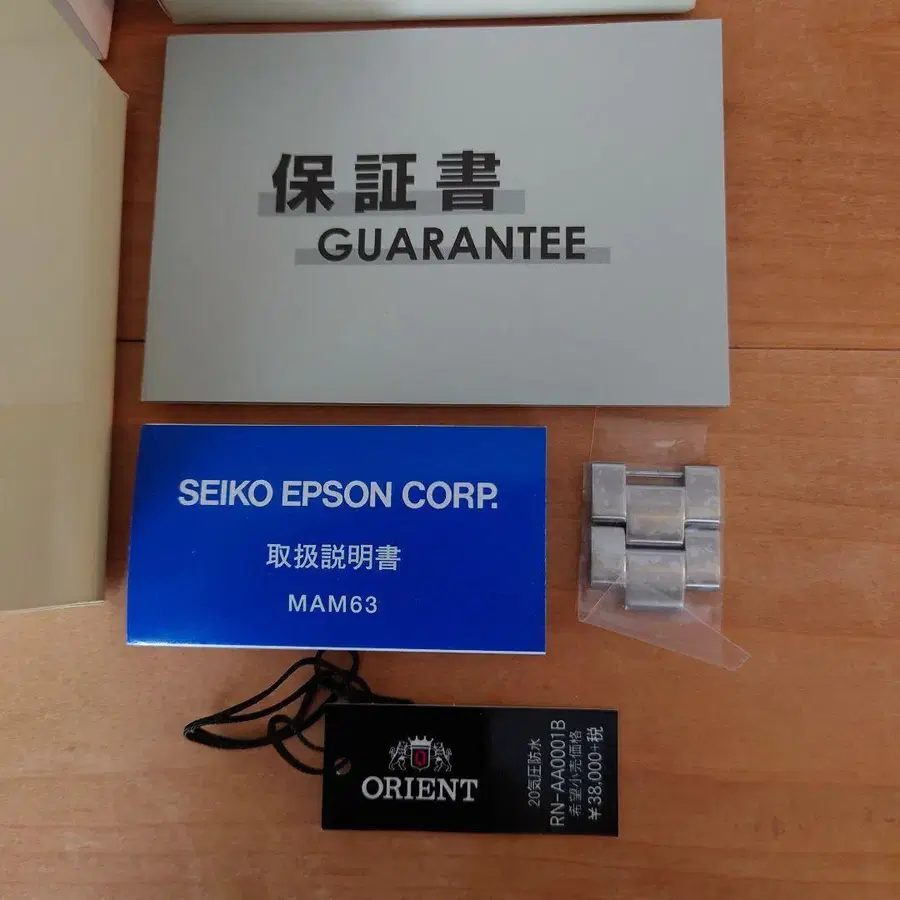 保証書
GUARANTEE
SEIKO EPSON CORP.
取扱説明書
MAM63
ORIENT
20気圧防水
RN-AA0001B
希望小売価格
¥38,000+税